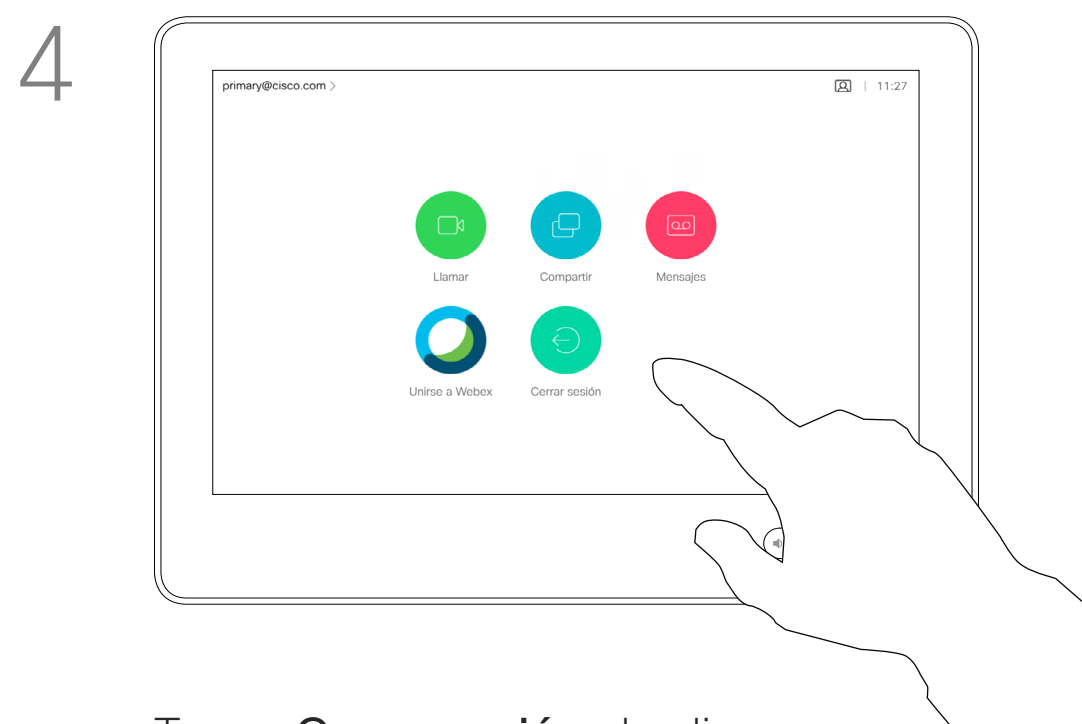 4
primary@cisco.com >
11:27
Llamar
Compartir
Mensajes
Unirse a Webex
Cerrar sesión